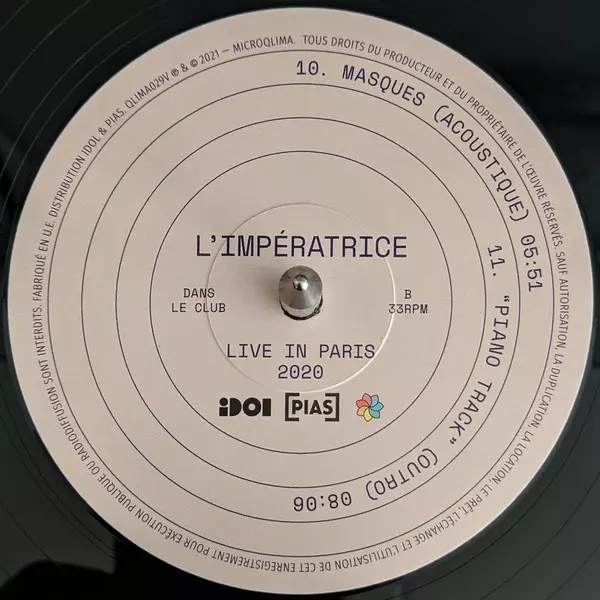 QLIMA029V ℗ & © 2021 – MICROQLIMA. TOUS DROITS DU PRODUCTEUR ET DU PROPRIÉTAIRE DE L'ŒUVRE RÉSERVÉS. SAUF AUTORISATION, LA DUPLICATION, LA LOCATION, LE PRÊT, L'ÉCHANGE ET L'UTILISATION DE CET ENREGISTREMENT POUR EXÉCUTION PUBLIQUE OU RADIODIFFUSION SONT INTERDITS. FABRIQUÉ EN U.E. DISTRIBUTION IDOL & PIAS.
10. MASQUES (ACOUSTIQUE) 05:51
11. "PIANO TRACK" (OUTRO) 08:06
L'IMPÉRATRICE
DANS
LE CLUB
B
33RPM
LIVE IN PARIS
2020
iDOl [PIAS]